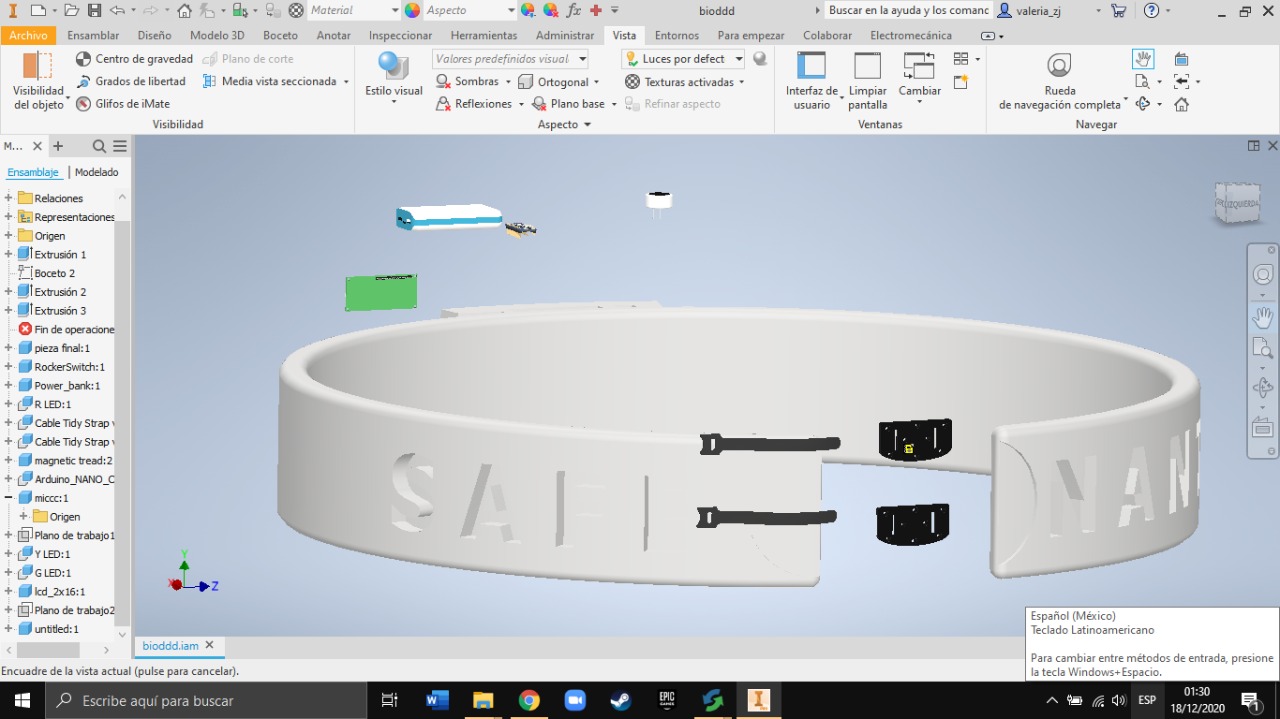 Material
Aspecto
bioddd
Buscar en la ayuda y los comanc
valeria_zj
Archivo
Ensamblar
Diseño
Modelo 3D
Boceto
Anotar
Inspeccionar
Herramientas
Administrar
Vista
Entornos
Para empezar
Colaborar
Electromecánica
Visibilidad
del objeto
Centro de gravedad
Plano de corte
Grados de libertad
Media vista seccionada
Glifos de iMate
Visibilidad
Estilo visual
Valores predefinidos visual
Luces por defect
Sombras
Ortogonal
Texturas activadas
Reflexiones
Plano base
Refinar aspecto
Aspecto
Interfaz de
usuario
Limpiar
pantalla
Cambiar
Ventanas
Rueda
de navegación completa
Navegar
M...
Ensamblaje
Modelado
Relaciones
Representaciones
Origen
Extrusión 1
Boceto 2
Extrusión 2
Extrusión 3
Fin de operacione
pieza final:1
RockerSwitch:1
Power_bank:1
R LED:1
Cable Tidy Strap v
Cable Tidy Strap v
magnetic tread:2
Arduino_NANO_C
miccc:1
Origen
Plano de trabajo1
Y LED:1
G LED:1
lcd_2x16:1
Plano de trabajo2
untitled:1
IZQUIERDA
NAN
Y
X
Z
bioddd.iam
Español (México)
Teclado Latinoamericano
Para cambiar entre métodos de entrada, presione
la tecla Windows+Espacio.
Encuadre de la vista actual (pulse para cancelar).
Escribe aquí para buscar
EPIC
GAMES
ESP
01:30
18/12/2020
1